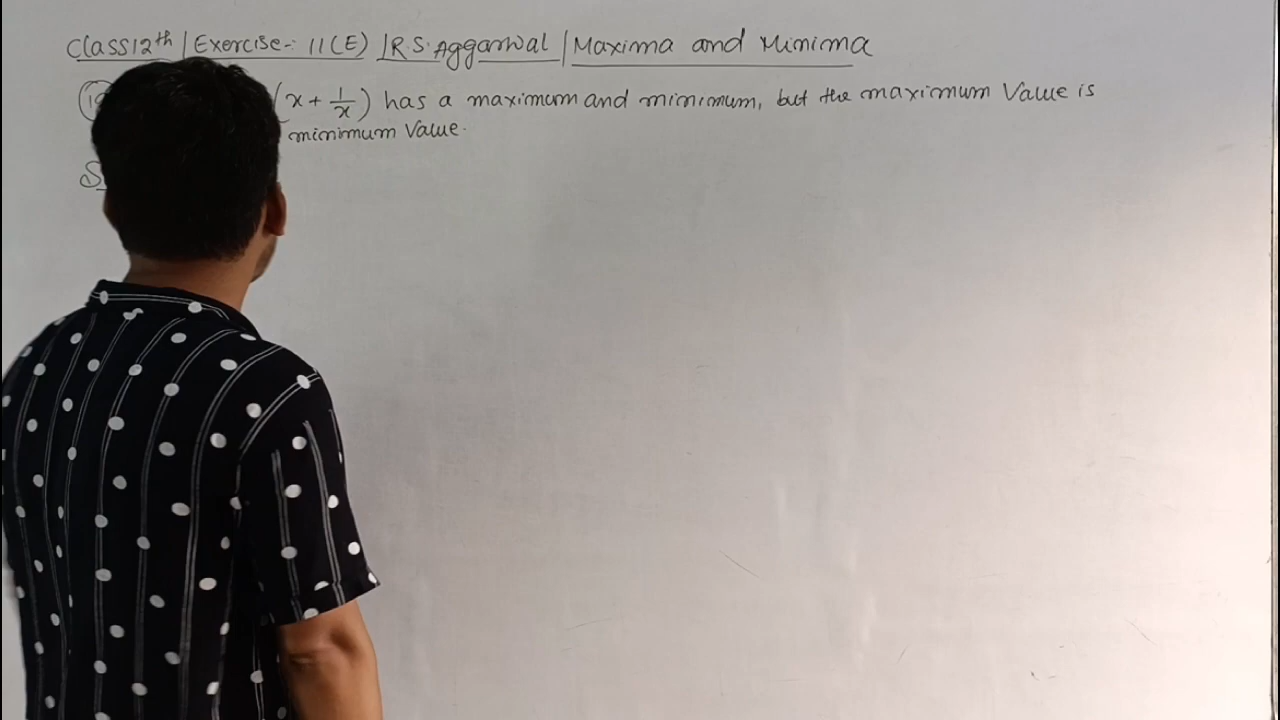 Class 12th | Exercise-: 11(E) | R.S. Aggarwal | Maxima and Minima
(x + 1/x) has a maximum and minimum, but the maximum Value is
minimum Value.